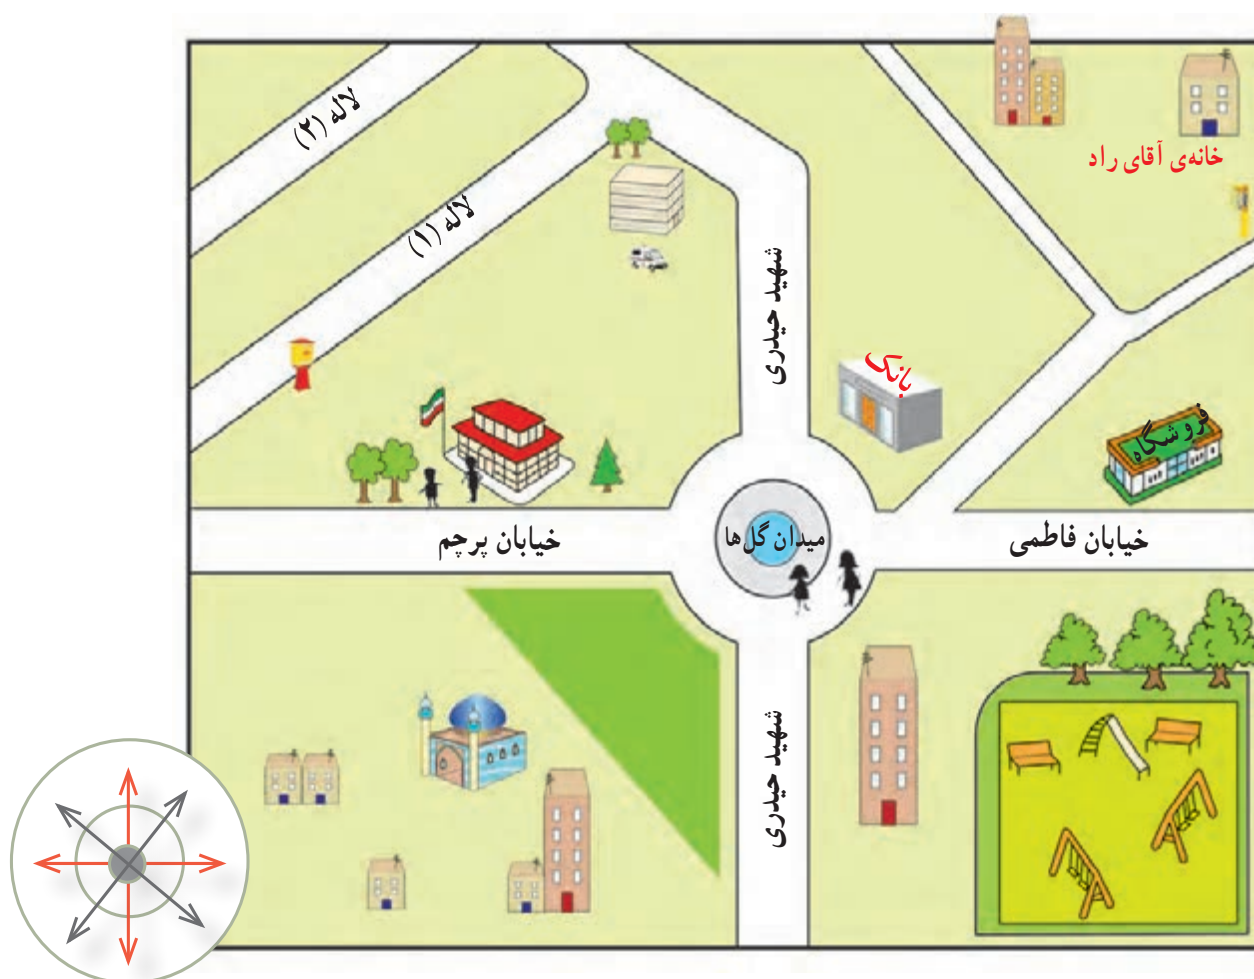 لاله (۲)
خانه‌ی آقای راد
لاله (۱)
شهید حیدری
بانک
فروشگاه
خیابان فاطمی
میدان گل‌ها
خیابان پرچم
شهید حیدری